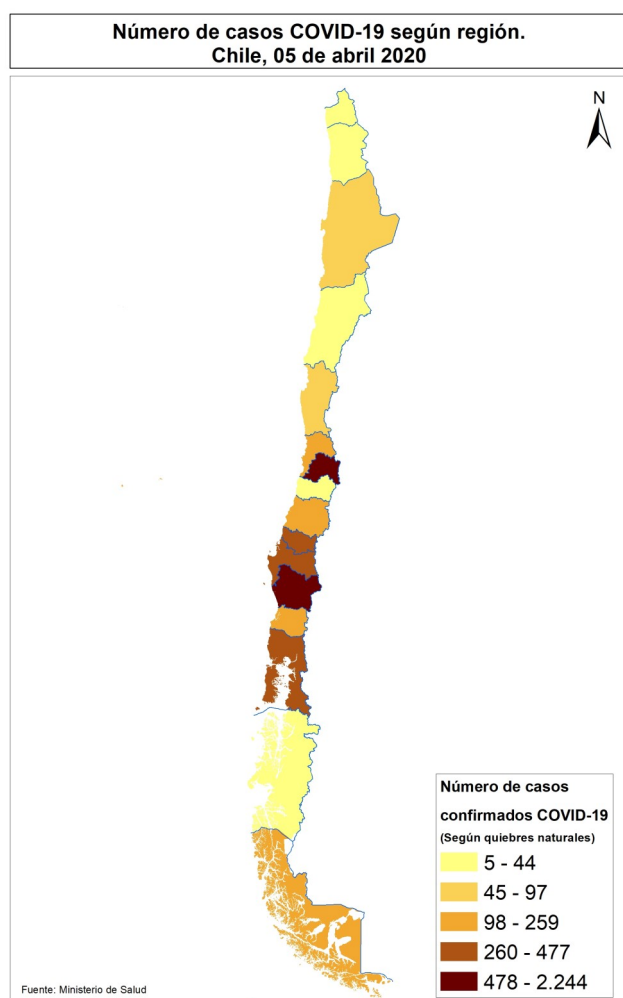 Número de casos COVID-19 según región.
Chile, 05 de abril 2020
N
Número de casos
confirmados COVID-19
(Según quiebres naturales)
5 - 44
45 - 97
98 - 259
260 - 477
478 - 2.244
Fuente: Ministerio de Salud